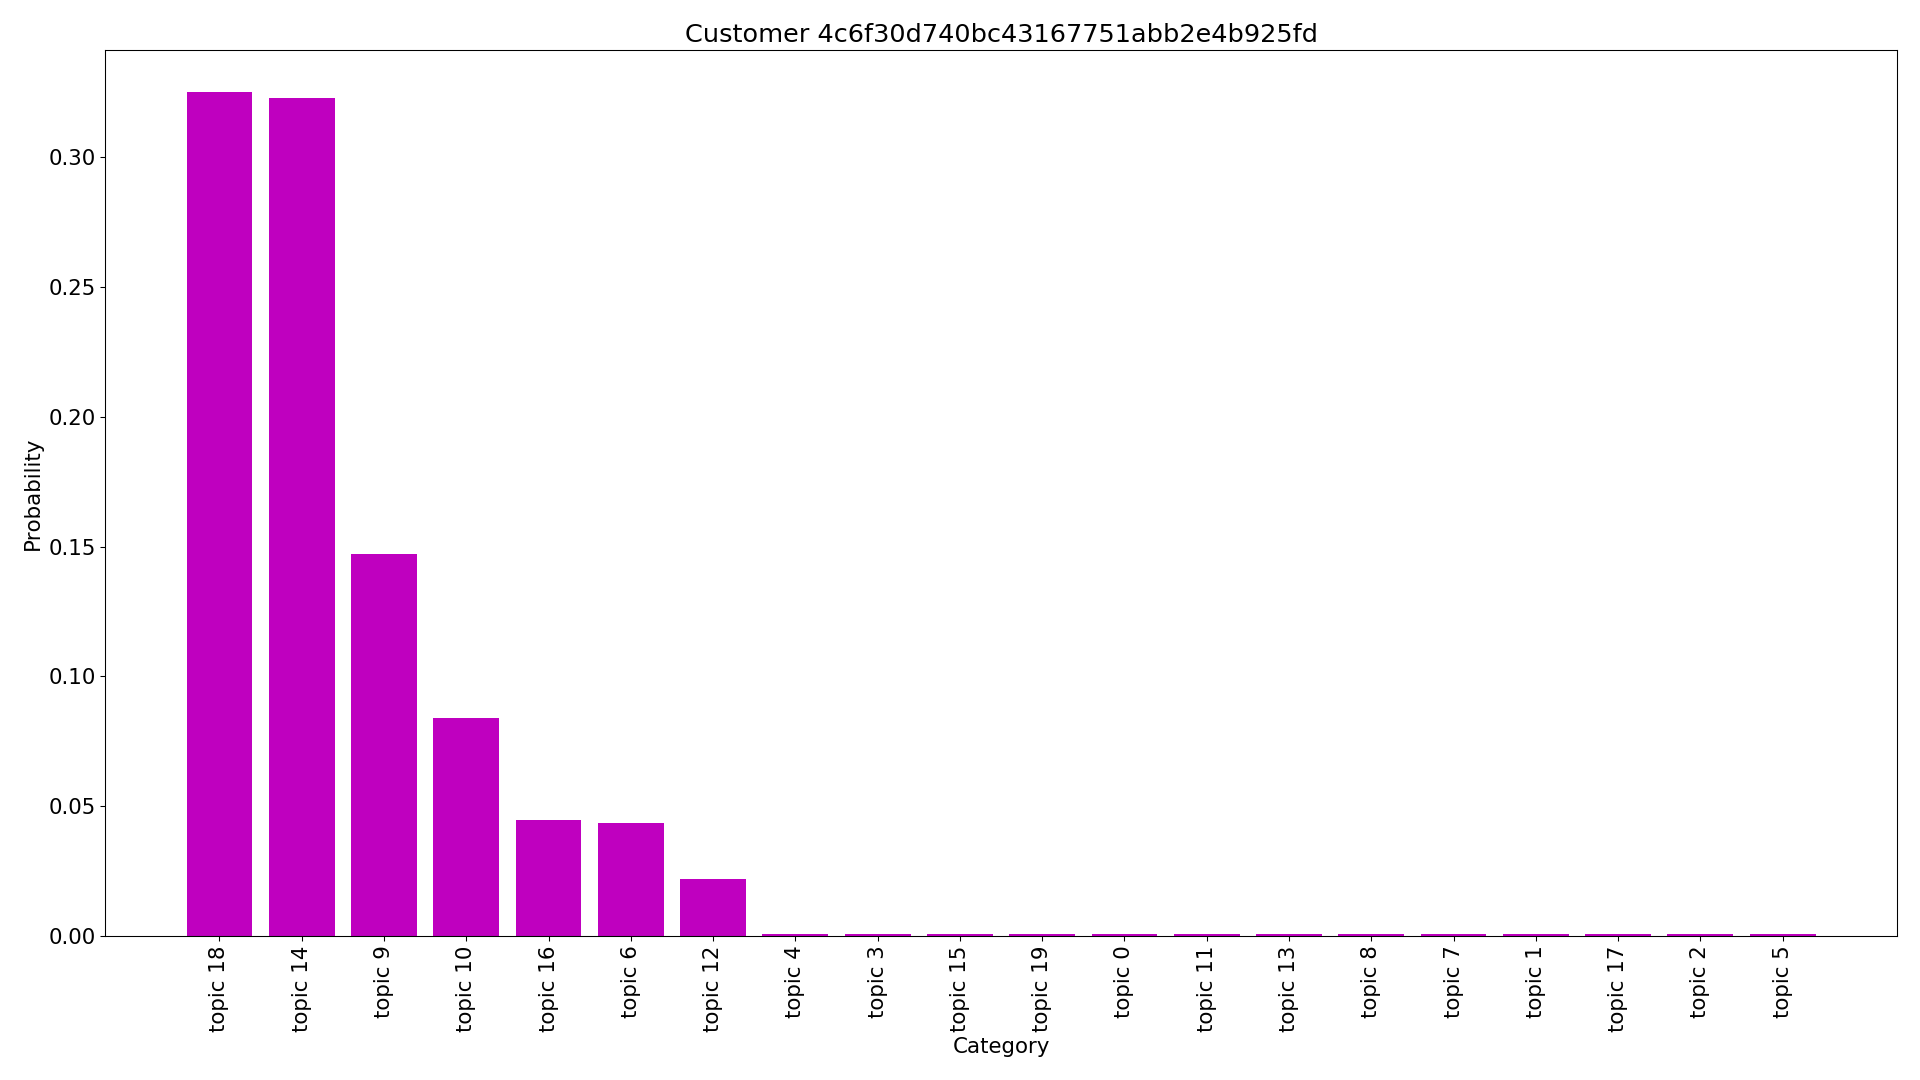 Customer 4c6f30d740bc43167751abb2e4b925fd
Probability
0.30
0.25
0.20
0.15
0.10
0.05
0.00
topic 18
topic 14
topic 9
topic 10
topic 16
topic 6
topic 12
topic 4
topic 3
topic 15
topic 19
topic 0
topic 11
topic 13
topic 8
topic 7
topic 1
topic 17
topic 2
topic 5
Category